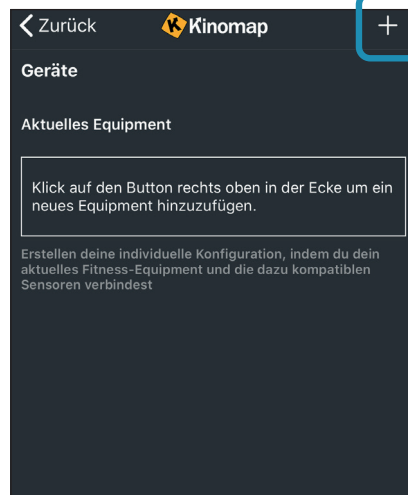 Zurück Kinomap +
Geräte
Aktuelles Equipment
Klick auf den Button rechts oben in der Ecke um ein
neues Equipment hinzuzufügen.
Erstellen deine individuelle Konfiguration, indem du dein
aktuelles Fitness-Equipment und die dazu kompatiblen
Sensoren verbindest